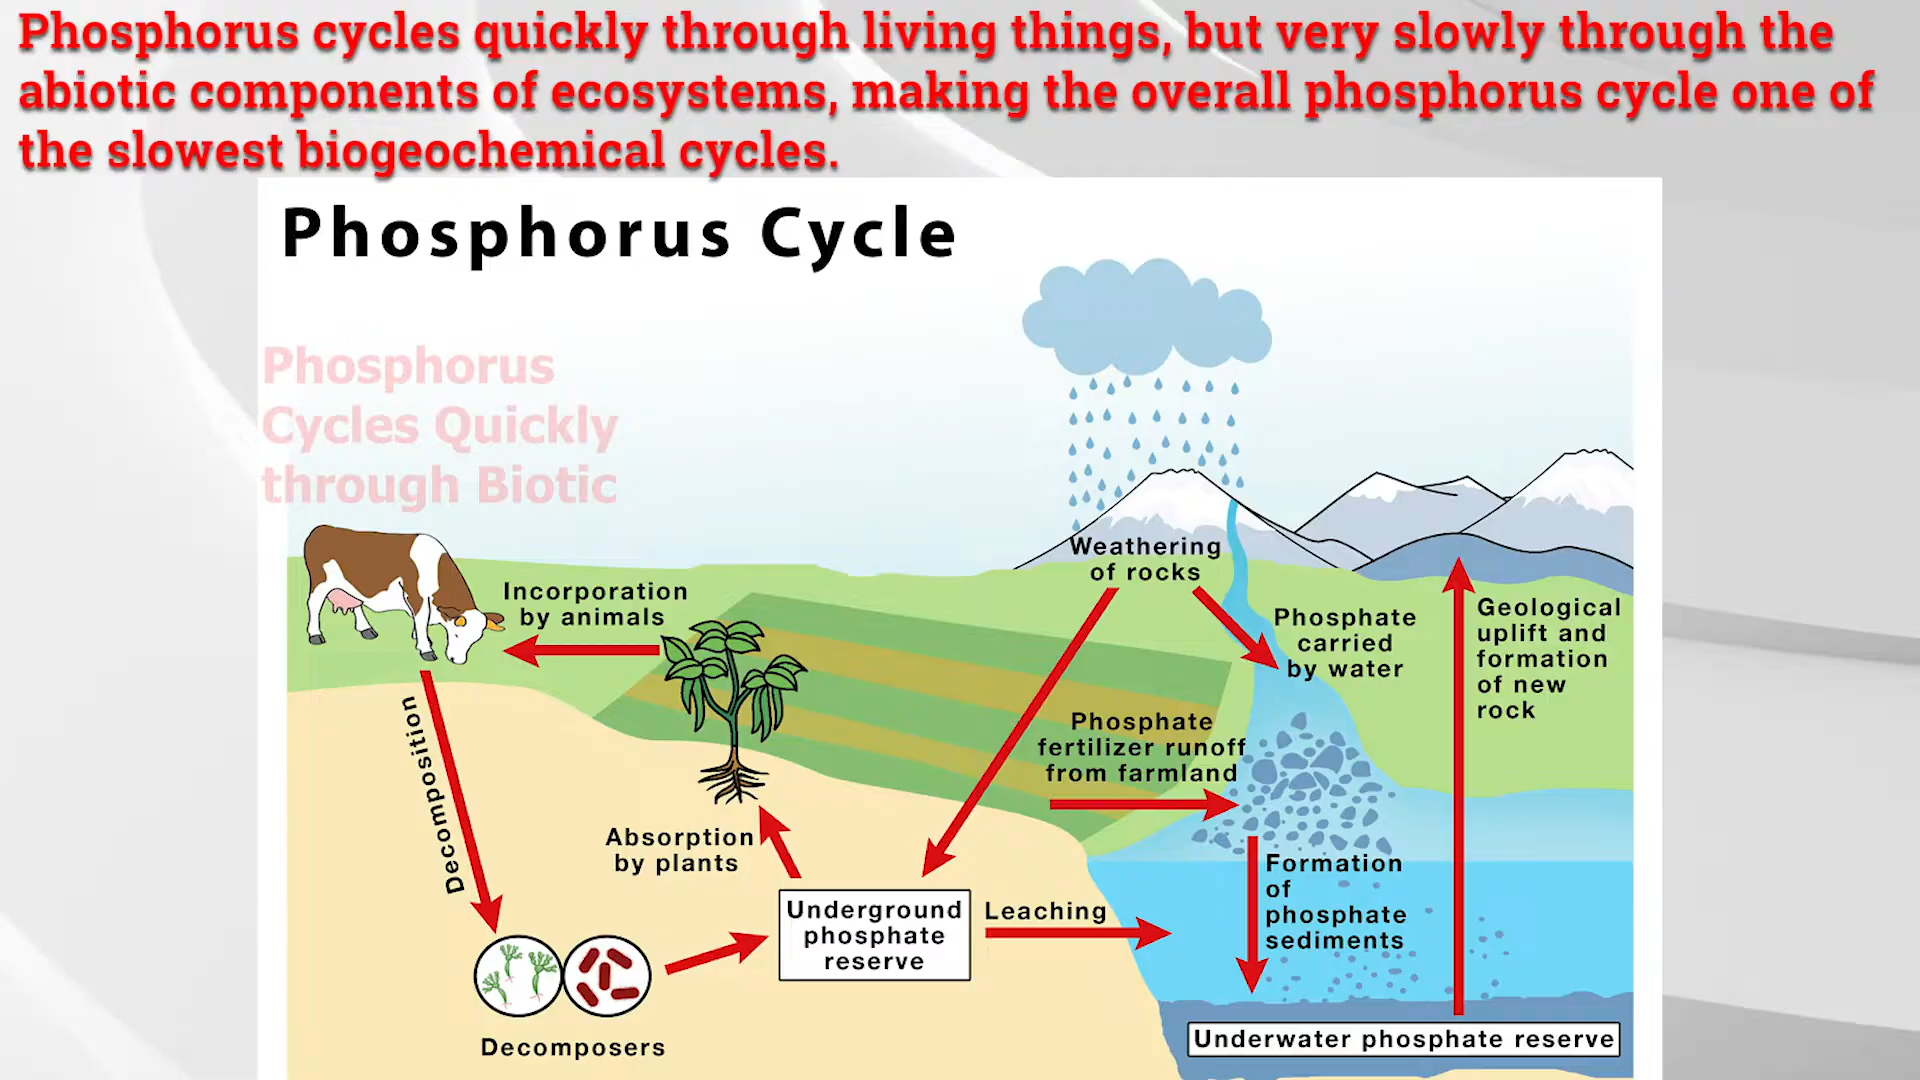 Phosphorus cycles quickly through living things, but very slowly through the
abiotic components of ecosystems, making the overall phosphorus cycle one of
the slowest biogeochemical cycles.
Phosphorus Cycle
Phosphorus
Cycles Quickly
through Biotic
Weathering
of rocks
Incorporation
by animals
Phosphate
carried
by water
Geological
uplift and
formation
of new
rock
Decomposition
Phosphate
fertilizer runoff
from farmland
Absorption
by plants
Formation
of
phosphate
sediments
Underground
phosphate
reserve
Leaching
Decomposers
Underwater phosphate reserve